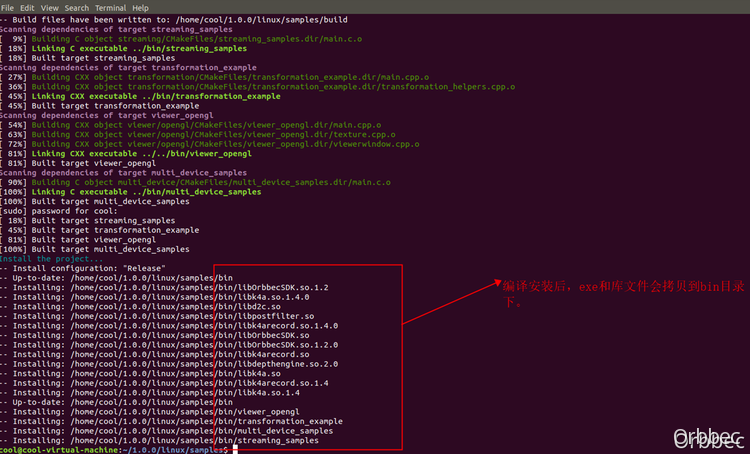 File Edit View Search Terminal Help
-- Build files have been written to: /home/cool/1.0.0/linux/samples/build
Scanning dependencies of target streaming_samples
[  9%] Building C object streaming/CMakeFiles/streaming_samples.dir/main.c.o
[ 18%] Linking C executable ../bin/streaming_samples
[ 18%] Built target streaming_samples
Scanning dependencies of target transformation_example
[ 27%] Building CXX object transformation/CMakeFiles/transformation_example.dir/main.cpp.o
[ 36%] Building CXX object transformation/CMakeFiles/transformation_example.dir/transformation_helpers.cpp.o
[ 45%] Linking CXX executable ../bin/transformation_example
[ 45%] Built target transformation_example
Scanning dependencies of target viewer_opengl
[ 54%] Building CXX object viewer/opengl/CMakeFiles/viewer_opengl.dir/main.cpp.o
[ 63%] Building CXX object viewer/opengl/CMakeFiles/viewer_opengl.dir/texture.cpp.o
[ 72%] Building CXX object viewer/opengl/CMakeFiles/viewer_opengl.dir/viewerwindow.cpp.o
[ 81%] Linking CXX executable ../../bin/viewer_opengl
[ 81%] Built target viewer_opengl
Scanning dependencies of target multi_device_samples
[ 90%] Building C object multi_device/CMakeFiles/multi_device_samples.dir/main.c.o
[100%] Linking C executable ../bin/multi_device_samples
[100%] Built target multi_device_samples
[sudo] password for cool:
[ 18%] Built target streaming_samples
[ 45%] Built target transformation_example
[ 81%] Built target viewer_opengl
[100%] Built target multi_device_samples
Install the project...
-- Install configuration: "Release"
-- Up-to-date: /home/cool/1.0.0/linux/samples/bin
-- Installing: /home/cool/1.0.0/linux/samples/bin/libOrbbecSDK.so.1.2
-- Installing: /home/cool/1.0.0/linux/samples/bin/libk4a.so.1.4.0
-- Installing: /home/cool/1.0.0/linux/samples/bin/libd2c.so
-- Installing: /home/cool/1.0.0/linux/samples/bin/libpostfilter.so
-- Installing: /home/cool/1.0.0/linux/samples/bin/libk4arecord.so.1.4.0
-- Installing: /home/cool/1.0.0/linux/samples/bin/libOrbbecSDK.so
-- Installing: /home/cool/1.0.0/linux/samples/bin/libOrbbecSDK.so.1.2.0
-- Installing: /home/cool/1.0.0/linux/samples/bin/libk4arecord.so
-- Installing: /home/cool/1.0.0/linux/samples/bin/libdepthengine.so.2.0
-- Installing: /home/cool/1.0.0/linux/samples/bin/libk4a.so
-- Installing: /home/cool/1.0.0/linux/samples/bin/libk4arecord.so.1.4
-- Installing: /home/cool/1.0.0/linux/samples/bin/libk4a.so.1.4
-- Up-to-date: /home/cool/1.0.0/linux/samples/bin
-- Installing: /home/cool/1.0.0/linux/samples/bin/viewer_opengl
-- Installing: /home/cool/1.0.0/linux/samples/bin/transformation_example
-- Installing: /home/cool/1.0.0/linux/samples/bin/multi_device_samples
-- Installing: /home/cool/1.0.0/linux/samples/bin/streaming_samples
cool@cool-virtual-machine:~/1.0.0/linux/samples$
编译安装后，exe和库文件会拷贝到bin目录
下。
Orbbec
Orbbec